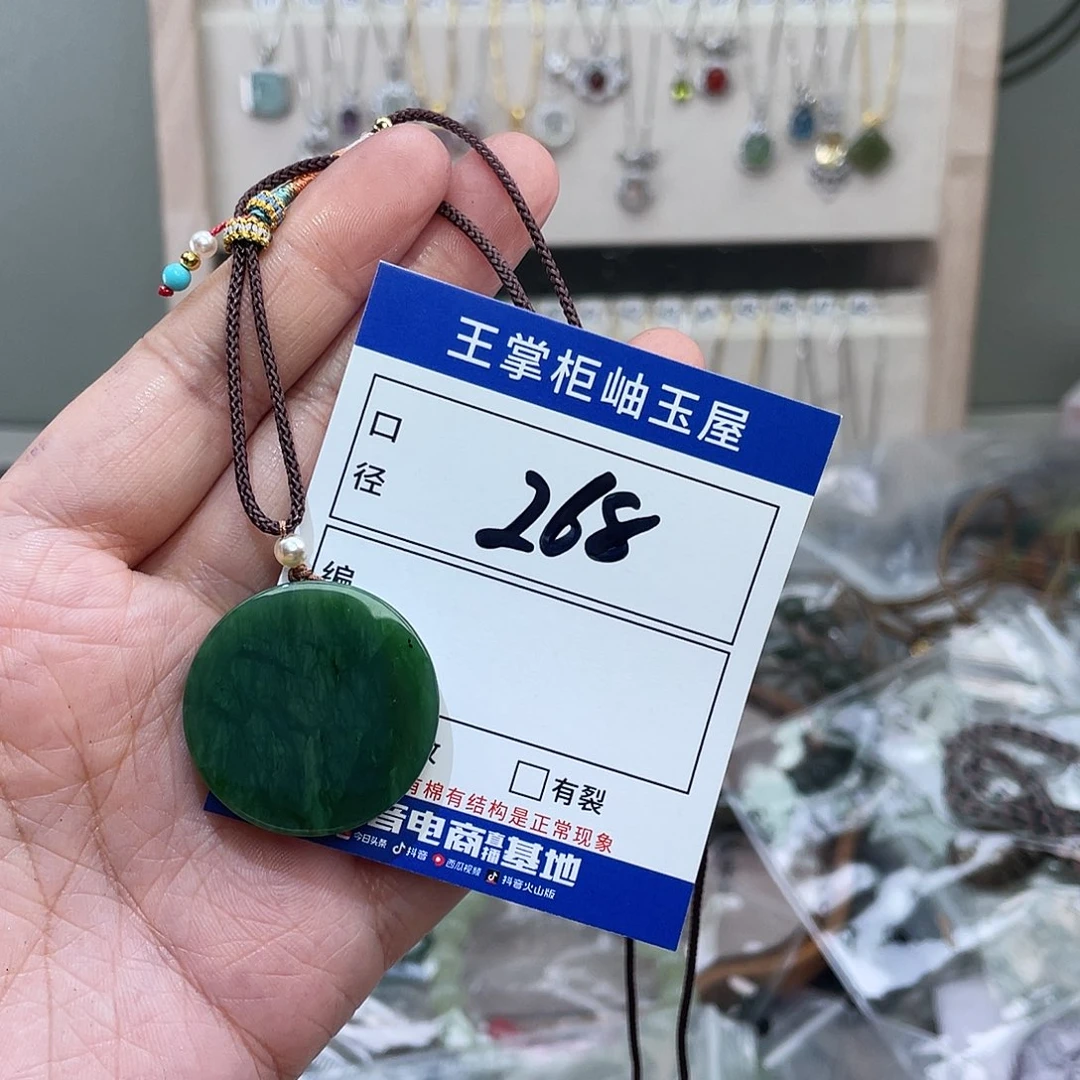 王掌柜岫玉屋
口径
268
编
有裂
有棉有结构是正常现象
音电商直播基地
今日头条 抖音 西瓜视频 抖音火山版